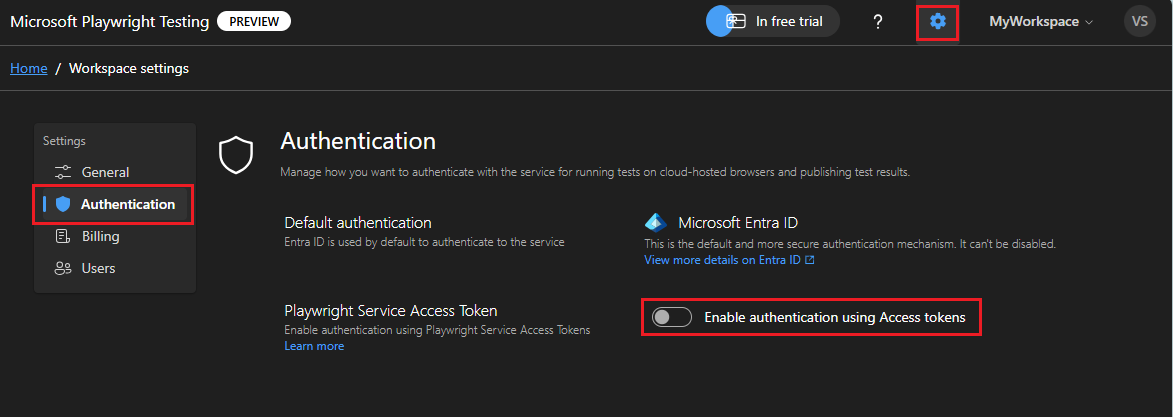 Microsoft Playwright Testing PREVIEW In free trial ? MyWorkspace VS
Home / Workspace settings
Settings
General
Authentication
Billing
Users
Authentication
Manage how you want to authenticate with the service for running tests on cloud-hosted browsers and publishing test results.
Default authentication
Entra ID is used by default to authenticate to the service
Microsoft Entra ID
This is the default and more secure authentication mechanism. It can't be disabled.
View more details on Entra ID
Playwright Service Access Token
Enable authentication using Playwright Service Access Tokens
Learn more
Enable authentication using Access tokens